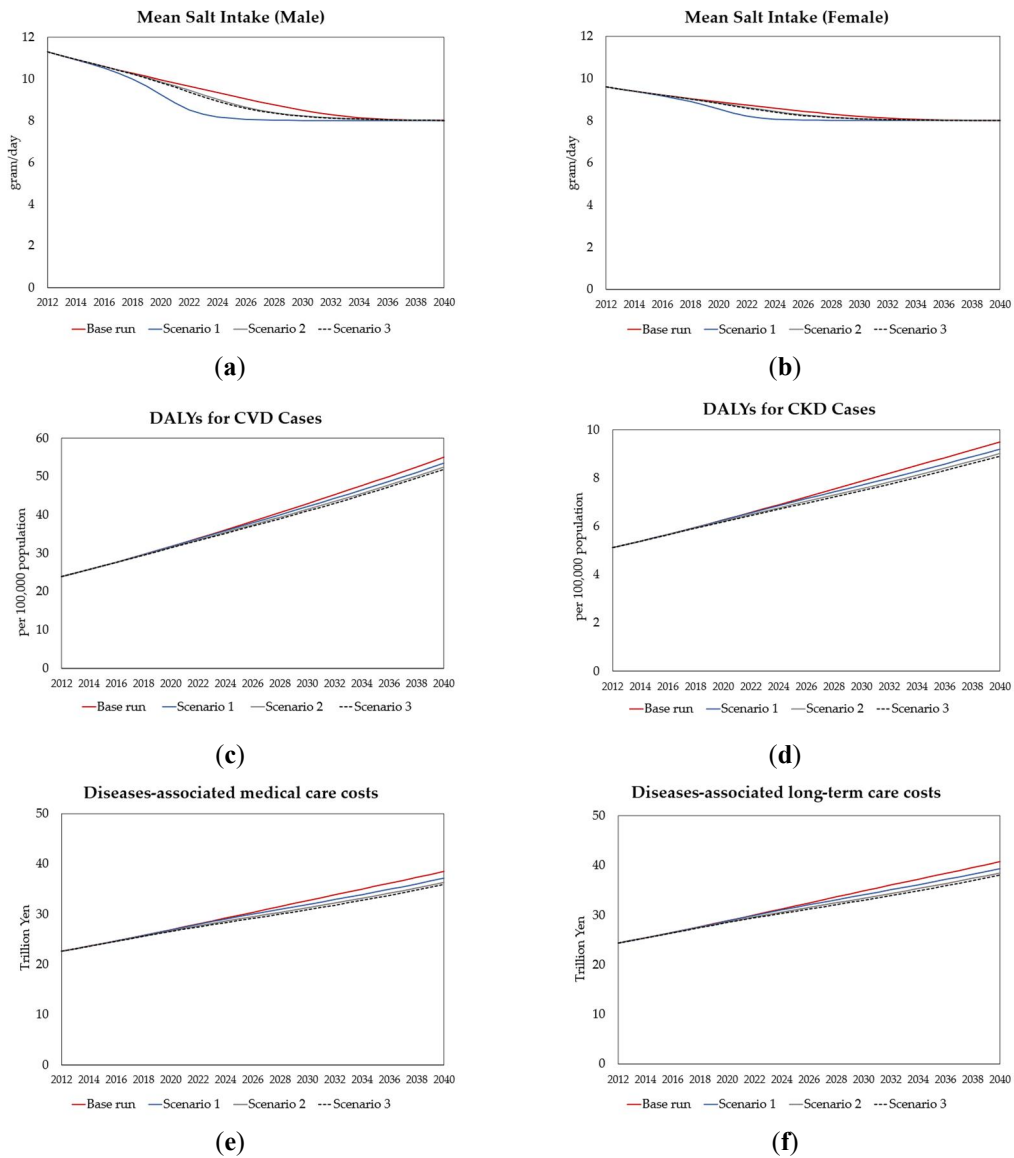 Mean Salt Intake (Male)
12
10
8
6
4
2
0
gram/day
2012 2014 2016 2018 2020 2022 2024 2026 2028 2030 2032 2034 2036 2038 2040
Base run Scenario 1 Scenario 2 Scenario 3
(a)
Mean Salt Intake (Female)
12
10
8
6
4
2
0
gram/day
2012 2014 2016 2018 2020 2022 2024 2026 2028 2030 2032 2034 2036 2038 2040
Base run Scenario 1 Scenario 2 Scenario 3
(b)
DALYs for CVD Cases
60
50
40
30
20
10
0
per 100,000 population
2012 2014 2016 2018 2020 2022 2024 2026 2028 2030 2032 2034 2036 2038 2040
Base run Scenario 1 Scenario 2 Scenario 3
(c)
DALYs for CKD Cases
10
8
6
4
2
0
per 100,000 population
2012 2014 2016 2018 2020 2022 2024 2026 2028 2030 2032 2034 2036 2038 2040
Base run Scenario 1 Scenario 2 Scenario 3
(d)
Diseases-associated medical care costs
50
40
30
20
10
0
Trillion Yen
2012 2014 2016 2018 2020 2022 2024 2026 2028 2030 2032 2034 2036 2038 2040
Base run Scenario 1 Scenario 2 Scenario 3
(e)
Diseases-associated long-term care costs
50
40
30
20
10
0
Trillion Yen
2012 2014 2016 2018 2020 2022 2024 2026 2028 2030 2032 2034 2036 2038 2040
Base run Scenario 1 Scenario 2 Scenario 3
(f)